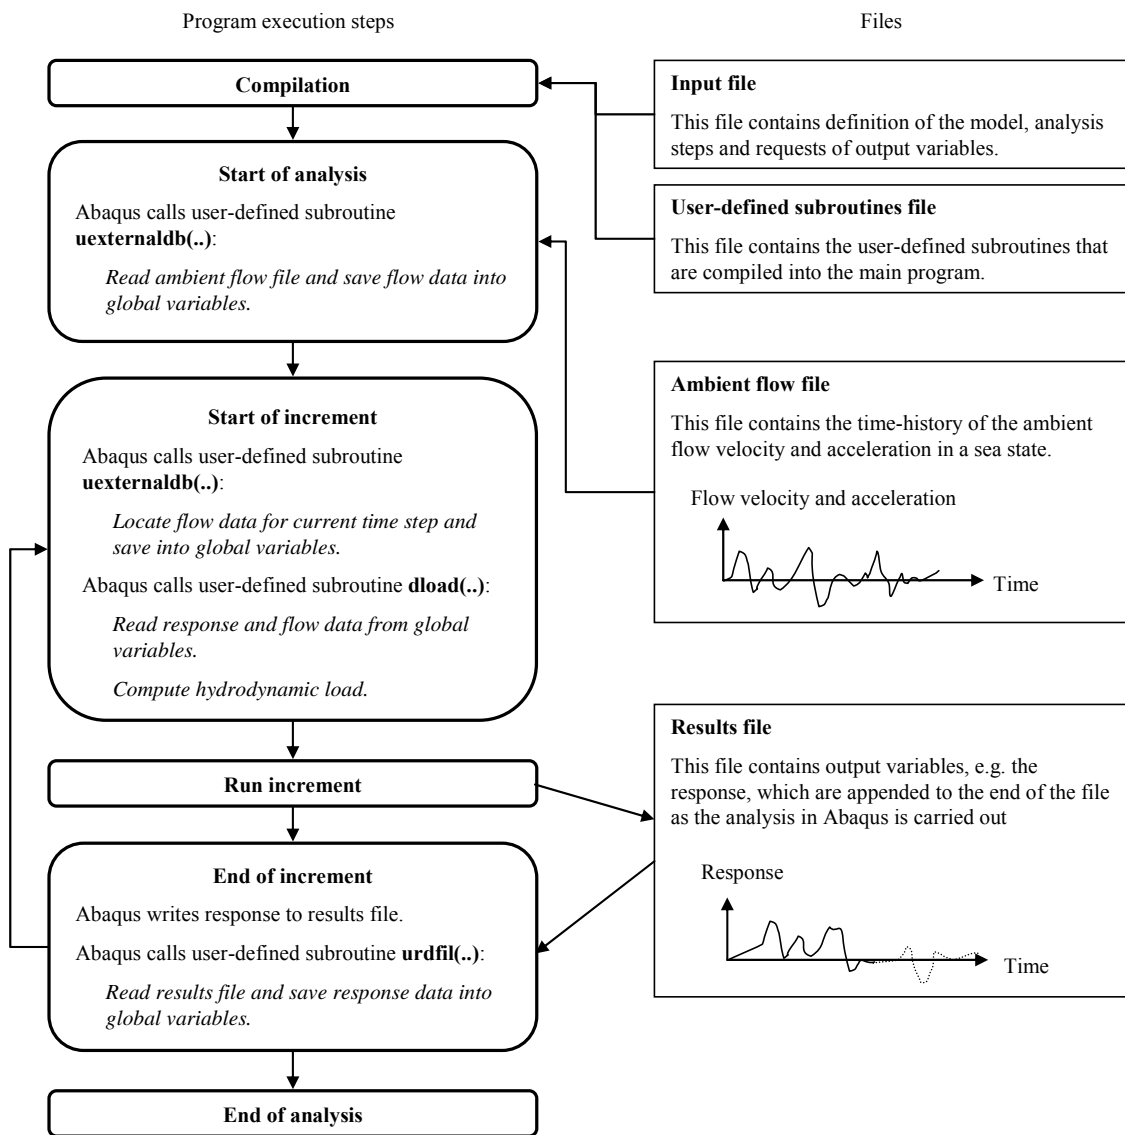 Program execution steps
Files
Compilation
Start of analysis
Abaqus calls user-defined subroutine
uexternaldb(..):
Read ambient flow file and save flow data into
global variables.
Start of increment
Abaqus calls user-defined subroutine
uexternaldb(..):
Locate flow data for current time step and
save into global variables.
Abaqus calls user-defined subroutine dload(..):
Read response and flow data from global
variables.
Compute hydrodynamic load.
Run increment
End of increment
Abaqus writes response to results file.
Abaqus calls user-defined subroutine urdfil(..):
Read results file and save response data into
global variables.
End of analysis
Input file
This file contains definition of the model, analysis
steps and requests of output variables.
User-defined subroutines file
This file contains the user-defined subroutines that
are compiled into the main program.
Ambient flow file
This file contains the time-history of the ambient
flow velocity and acceleration in a sea state.
Flow velocity and acceleration
Time
Results file
This file contains output variables, e.g. the
response, which are appended to the end of the file
as the analysis in Abaqus is carried out
Response
Time